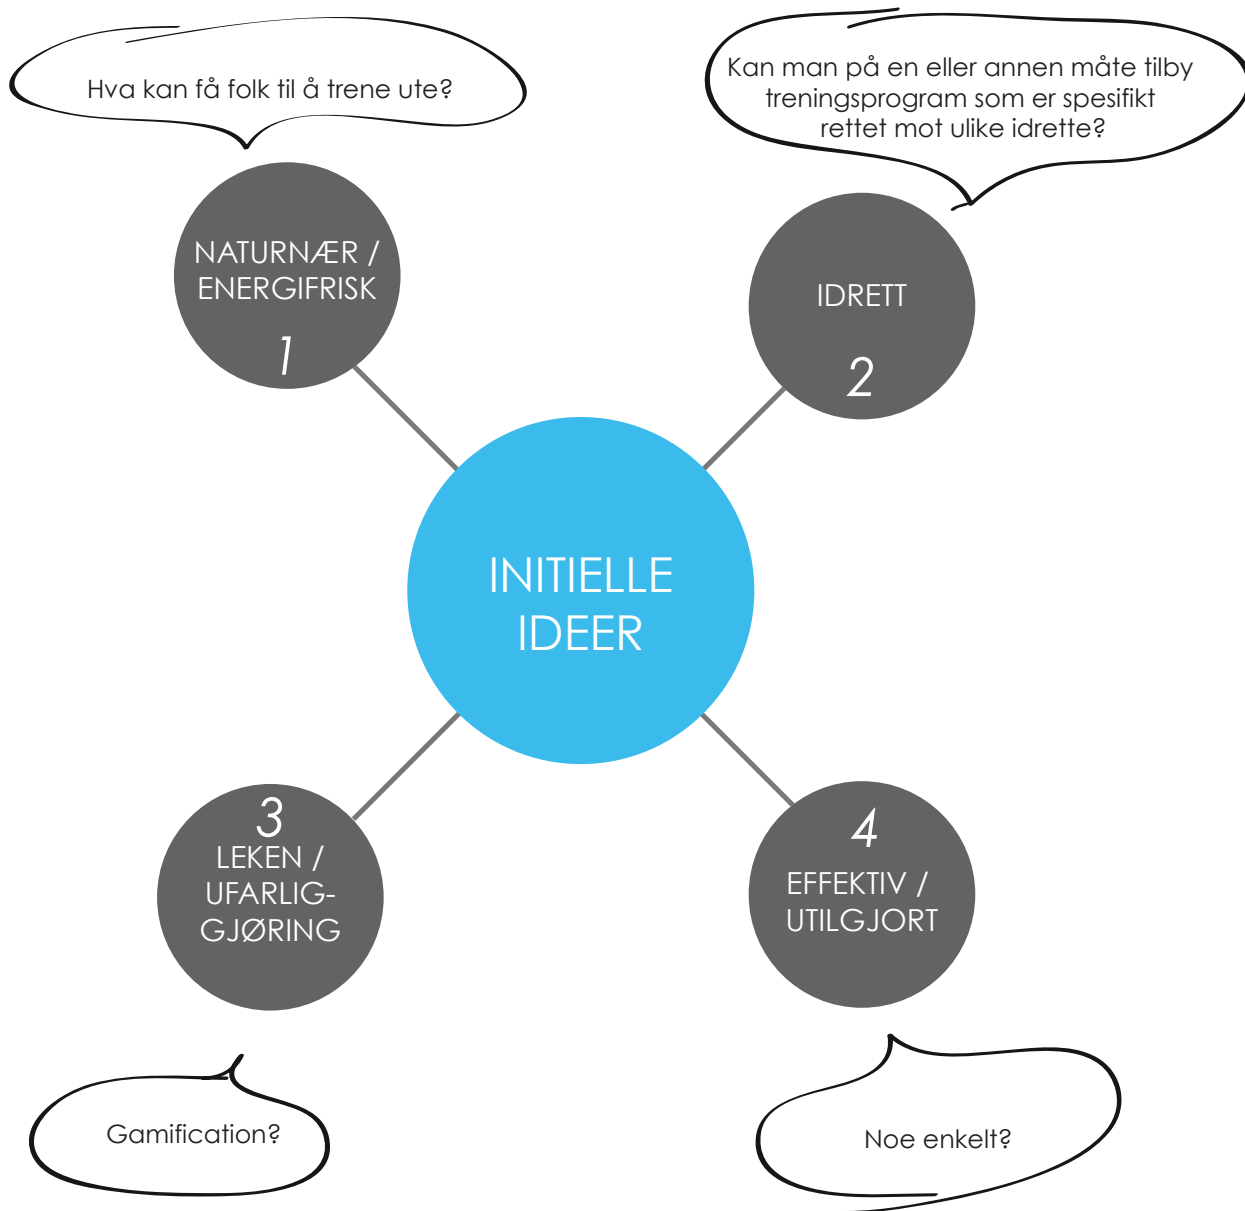 Hva kan få folk til å trene ute?
Kan man på en eller annen måte tilby
treningsprogram som er spesifikt
rettet mot ulike idrette?
NATURNÆR /
ENERGIFRISK
1
IDRETT
2
INITIELLE
IDEER
3
LEKEN /
UFARLIG-
GJØRING
4
EFFEKTIV /
UTILGJORT
Gamification?
Noe enkelt?